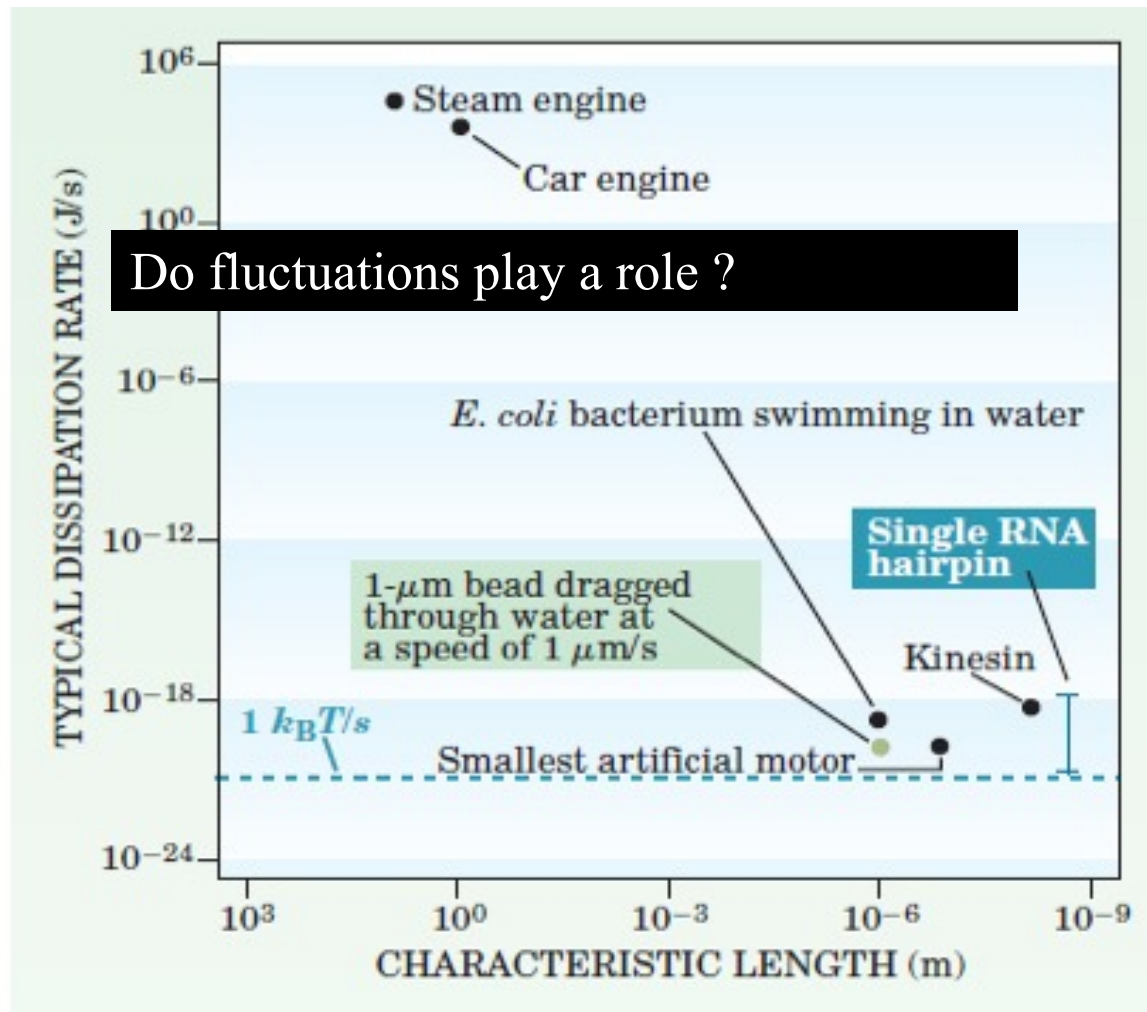 10⁶
Steam engine
Car engine
10⁰
Do fluctuations play a role ?
TYPICAL DISSIPATION RATE (J/s)
10⁻⁶
E. coli bacterium swimming in water
10⁻¹²
Single RNA
hairpin
1-μm bead dragged
through water at
a speed of 1 μm/s
Kinesin
10⁻¹⁸
1 k_BT/s
Smallest artificial motor
10⁻²⁴
10³ 10⁰ 10⁻³ 10⁻⁶ 10⁻⁹
CHARACTERISTIC LENGTH (m)